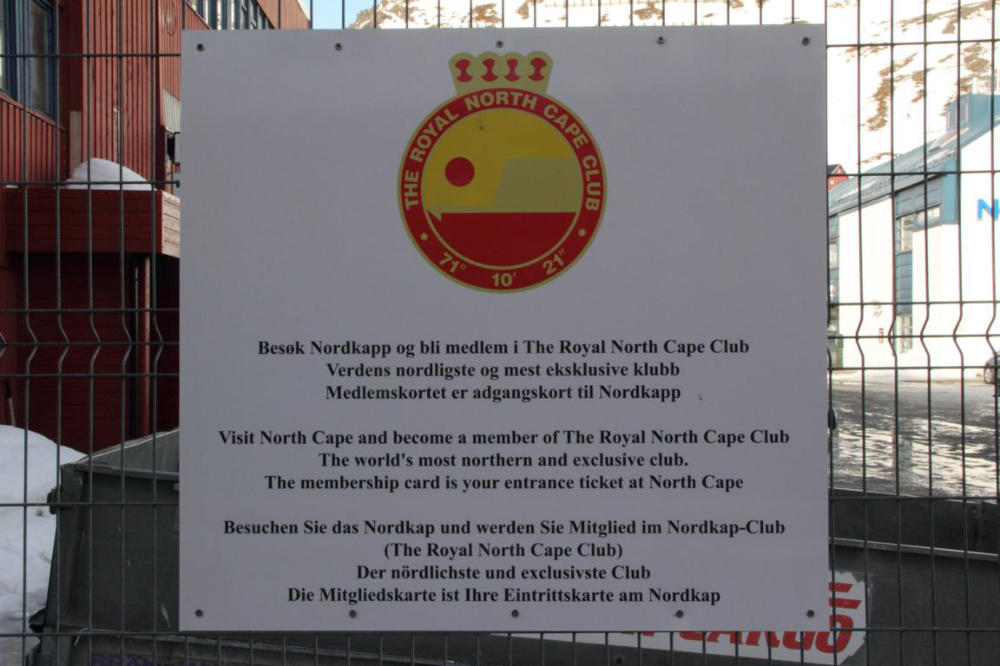 THE ROYAL NORTH CAPE CLUB
71° 10' 21"
Besøk Nordkapp og bli medlem i The Royal North Cape Club
Verdens nordligste og mest eksklusive klubb
Medlemskortet er adgangskort til Nordkapp
Visit North Cape and become a member of The Royal North Cape Club
The world's most northern and exclusive club.
The membership card is your entrance ticket at North Cape
Besuchen Sie das Nordkap und werden Sie Mitglied im Nordkap-Club
(The Royal North Cape Club)
Der nördlichste und exclusivste Club
Die Mitgliedskarte ist Ihre Eintrittskarte am Nordkap